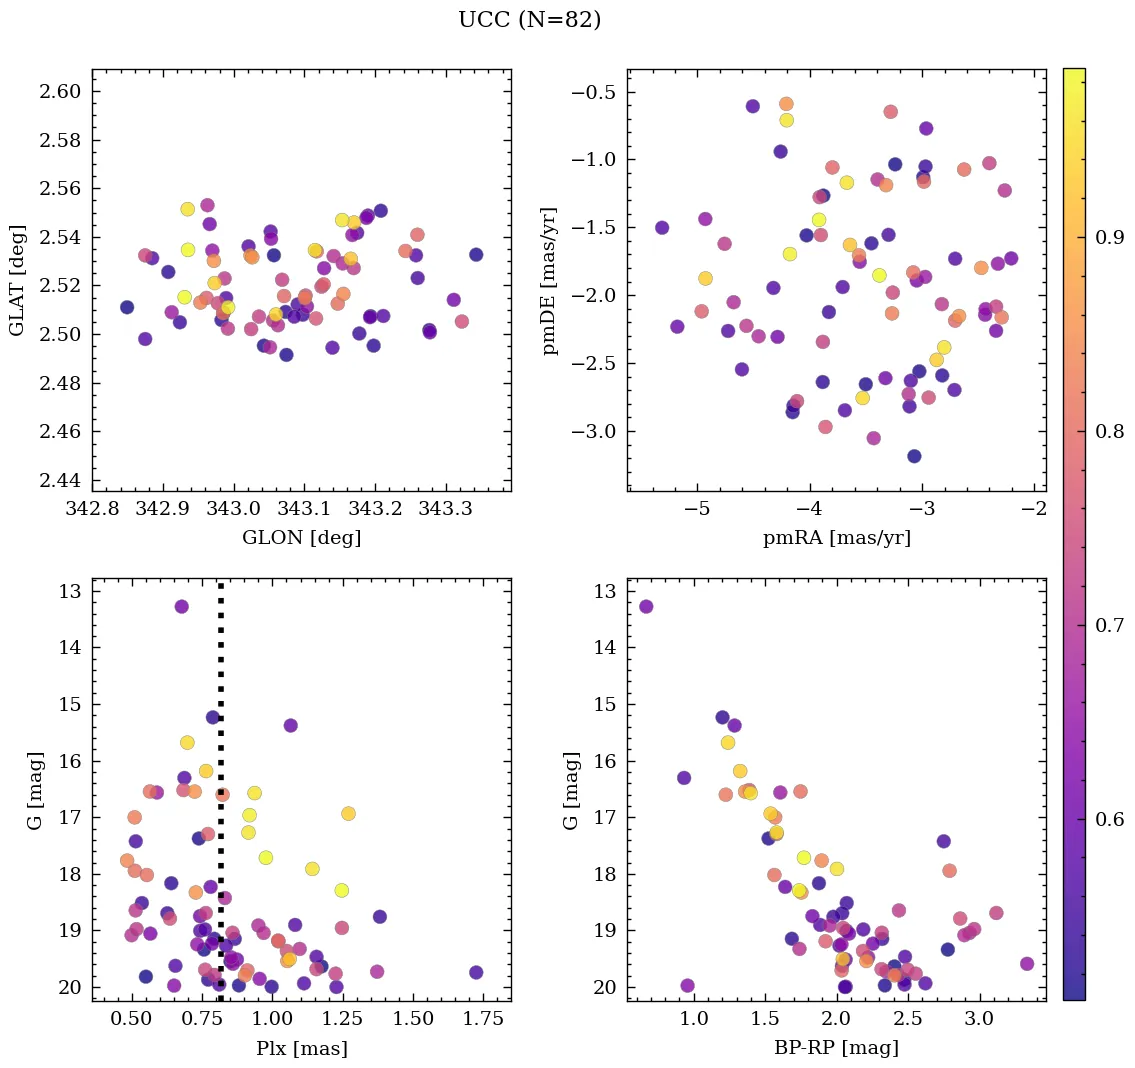 UCC (N=82)
2.60
2.58
2.56
2.54
2.52
2.50
2.48
2.46
2.44
GLAT [deg]
342.8 342.9 343.0 343.1 343.2 343.3
GLON [deg]
−0.5
−1.0
−1.5
−2.0
−2.5
−3.0
pmDE [mas/yr]
−5 −4 −3 −2
pmRA [mas/yr]
13
14
15
16
17
18
19
20
G [mag]
0.50 0.75 1.00 1.25 1.50 1.75
Plx [mas]
13
14
15
16
17
18
19
20
G [mag]
1.0 1.5 2.0 2.5 3.0
BP-RP [mag]
0.9
0.8
0.7
0.6